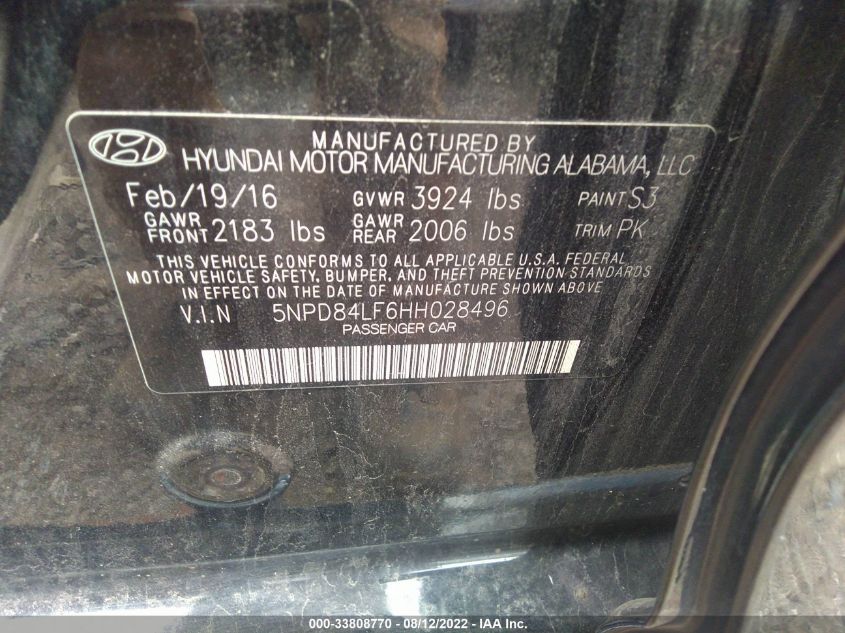 MANUFACTURED BY
HYUNDAI MOTOR MANUFACTURING ALABAMA, LLC
Feb/19/16 GVWR 3924 lbs PAINT S3
GAWR FRONT 2183 lbs GAWR REAR 2006 lbs TRIM PK
THIS VEHICLE CONFORMS TO ALL APPLICABLE U.S.A. FEDERAL
MOTOR VEHICLE SAFETY, BUMPER, AND THEFT PREVENTION STANDARDS
IN EFFECT ON THE DATE OF MANUFACTURE SHOWN ABOVE
V.I.N 5NPD84LF6HH028496
PASSENGER CAR
000-33808770 - 08/12/2022 - IAA Inc.